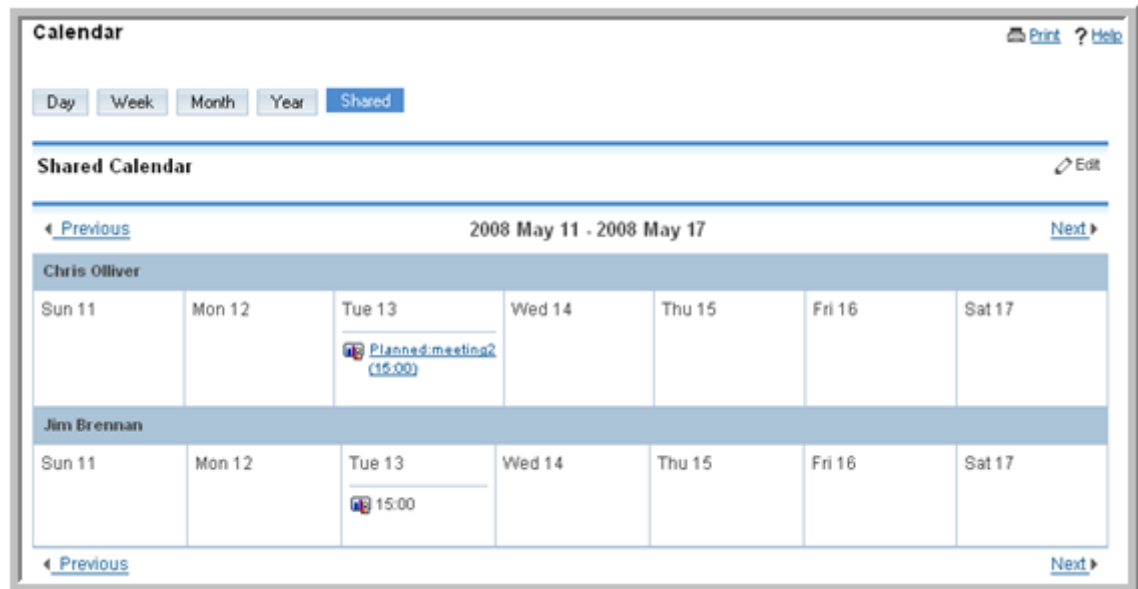 Calendar
Print ? Help
Day Week Month Year Shared
Shared Calendar
Edit
Previous 2008 May 11 - 2008 May 17 Next
Chris Olliver
Sun 11 Mon 12 Tue 13 Wed 14 Thu 15 Fri 16 Sat 17
Planned:meeting2
(15:00)
Jim Brennan
Sun 11 Mon 12 Tue 13 Wed 14 Thu 15 Fri 16 Sat 17
15:00
Previous Next